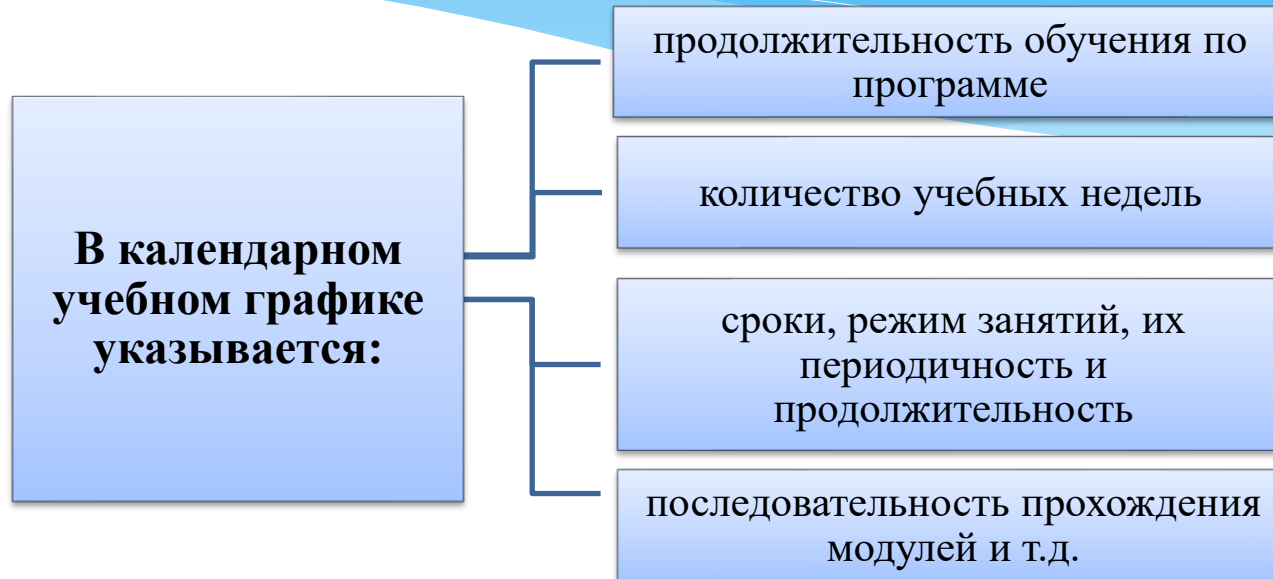 В календарном
учебном графике
указывается:
продолжительность обучения по
программе
количество учебных недель
сроки, режим занятий, их
периодичность и
продолжительность
последовательность прохождения
модулей и т.д.